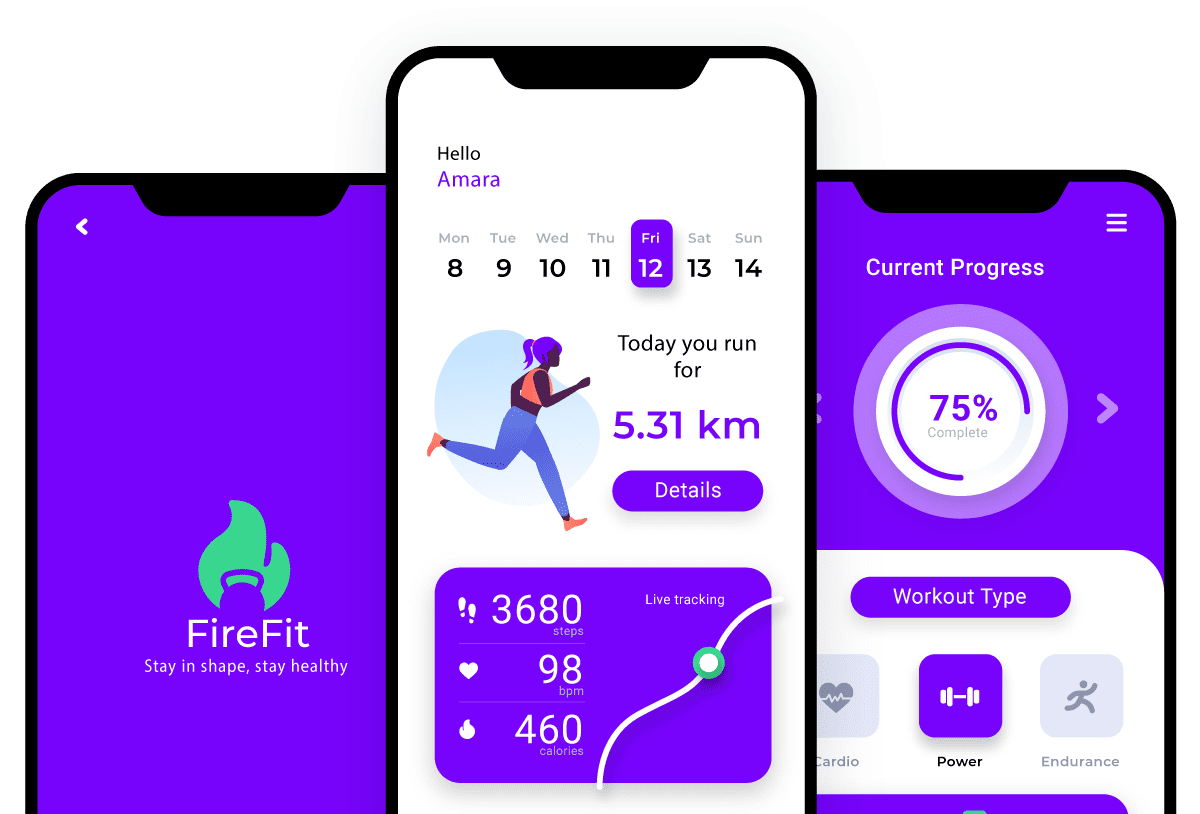 FireFit
Stay in shape, stay healthy
Hello
Amara
Mon Tue Wed Thu Fri Sat Sun
8 9 10 11 12 13 14
Today you run
for
5.31 km
Details
3680
steps
98
bpm
460
calories
Live tracking
Current Progress
75%
Complete
Workout Type
Cardio Power Endurance